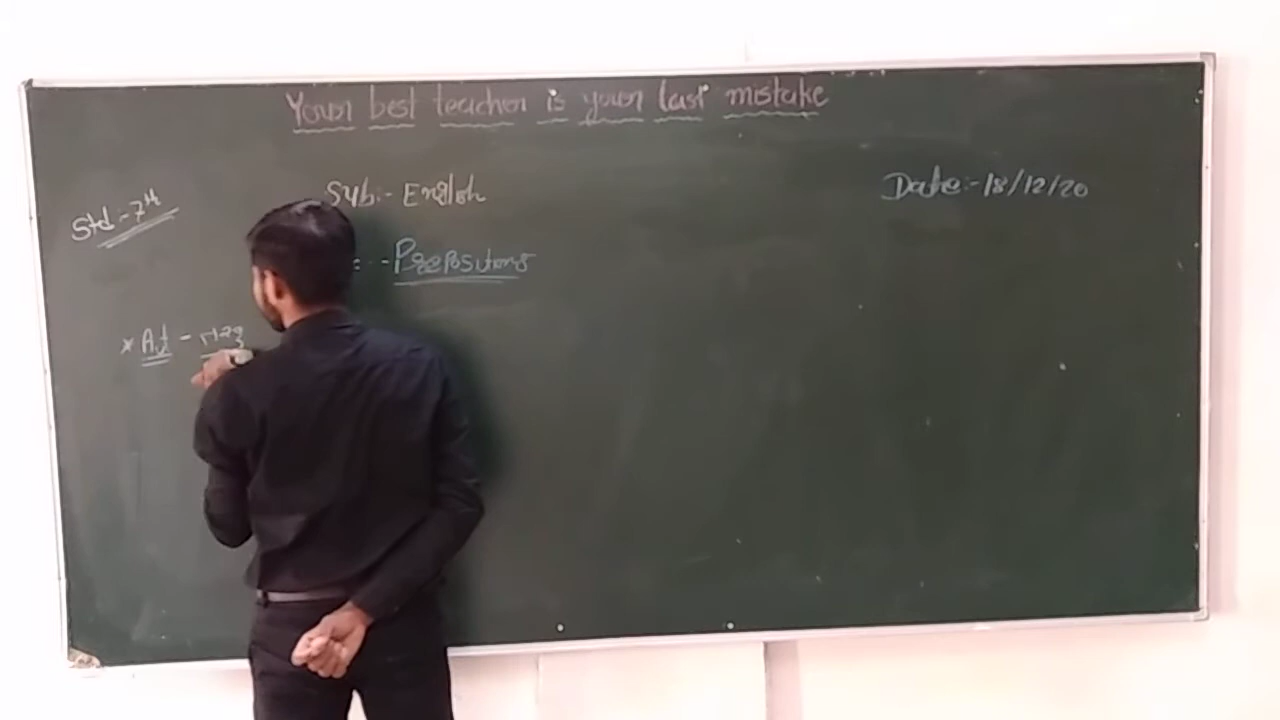 Your best teacher is your last mistake
Std :- 7th
Sub :- English
Date :- 18/12/20
:- Prepositions
* At -